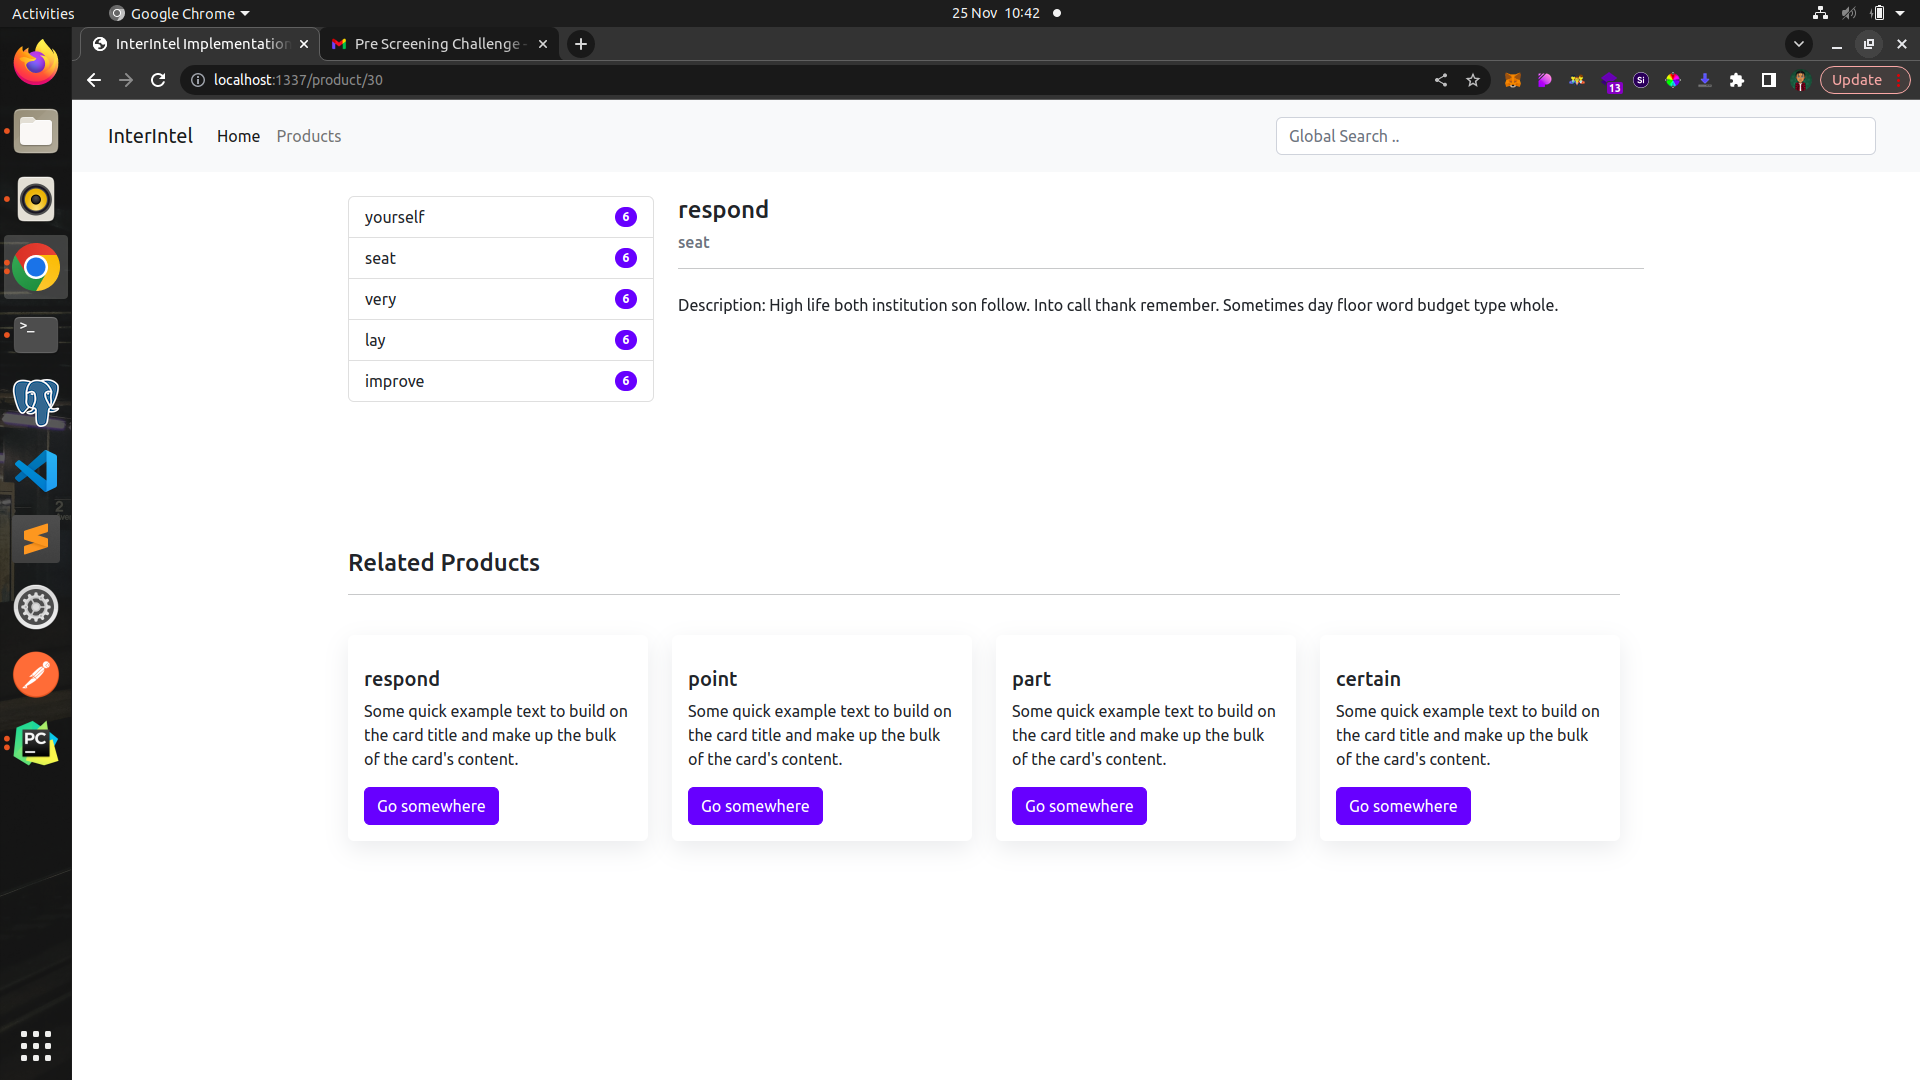 Activities
Google Chrome
25 Nov 10:42
InterIntel Implementation
Pre Screening Challenge -
localhost:1337/product/30
13
Si
Update
InterIntel
Home
Products
Global Search ..
yourself 6
seat 6
very 6
lay 6
improve 6
respond
seat
Description: High life both institution son follow. Into call thank remember. Sometimes day floor word budget type whole.
Related Products
respond
Some quick example text to build on
the card title and make up the bulk
of the card's content.
Go somewhere
point
Some quick example text to build on
the card title and make up the bulk
of the card's content.
Go somewhere
part
Some quick example text to build on
the card title and make up the bulk
of the card's content.
Go somewhere
certain
Some quick example text to build on
the card title and make up the bulk
of the card's content.
Go somewhere
>_
2
PC